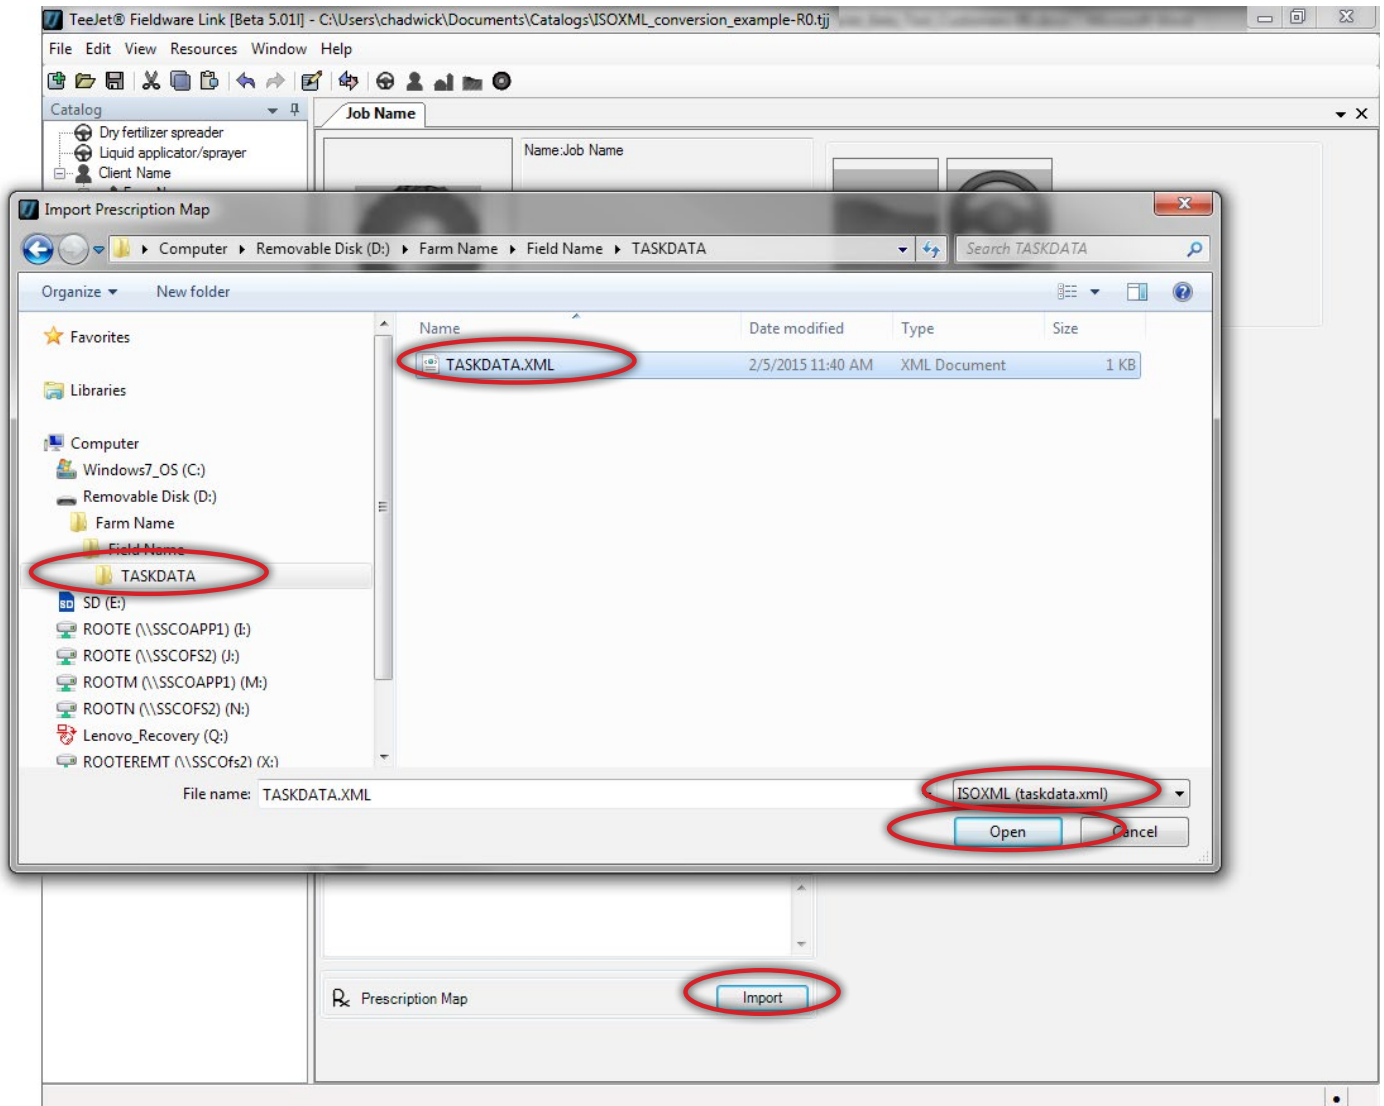 TeeJet® Fieldware Link [Beta 5.01l] - C:\Users\chadwick\Documents\Catalogs\ISOXML_conversion_example-R0.tjj
File Edit View Resources Window Help
Catalog
Job Name
Dry fertilizer spreader
Liquid applicator/sprayer
Client Name
Name:Job Name
Import Prescription Map
Computer Removable Disk (D:) Farm Name Field Name TASKDATA
Search TASKDATA
Organize New folder
Name Date modified Type Size
Favorites
TASKDATA.XML 2/5/2015 11:40 AM XML Document 1 KB
Libraries
Computer
Windows7_OS (C:)
Removable Disk (D:)
Farm Name
Field Name
TASKDATA
SD (E:)
ROOTE (\\SSCOAPP1) (I:)
ROOTE (\\SSCOFS2) (J:)
ROOTM (\\SSCOAPP1) (M:)
ROOTN (\\SSCOFS2) (N:)
Lenovo_Recovery (Q:)
ROOTEREMT (\\SSCOfs2) (X:)
File name: TASKDATA.XML ISOXML (taskdata.xml)
Open Cancel
Rx Prescription Map Import